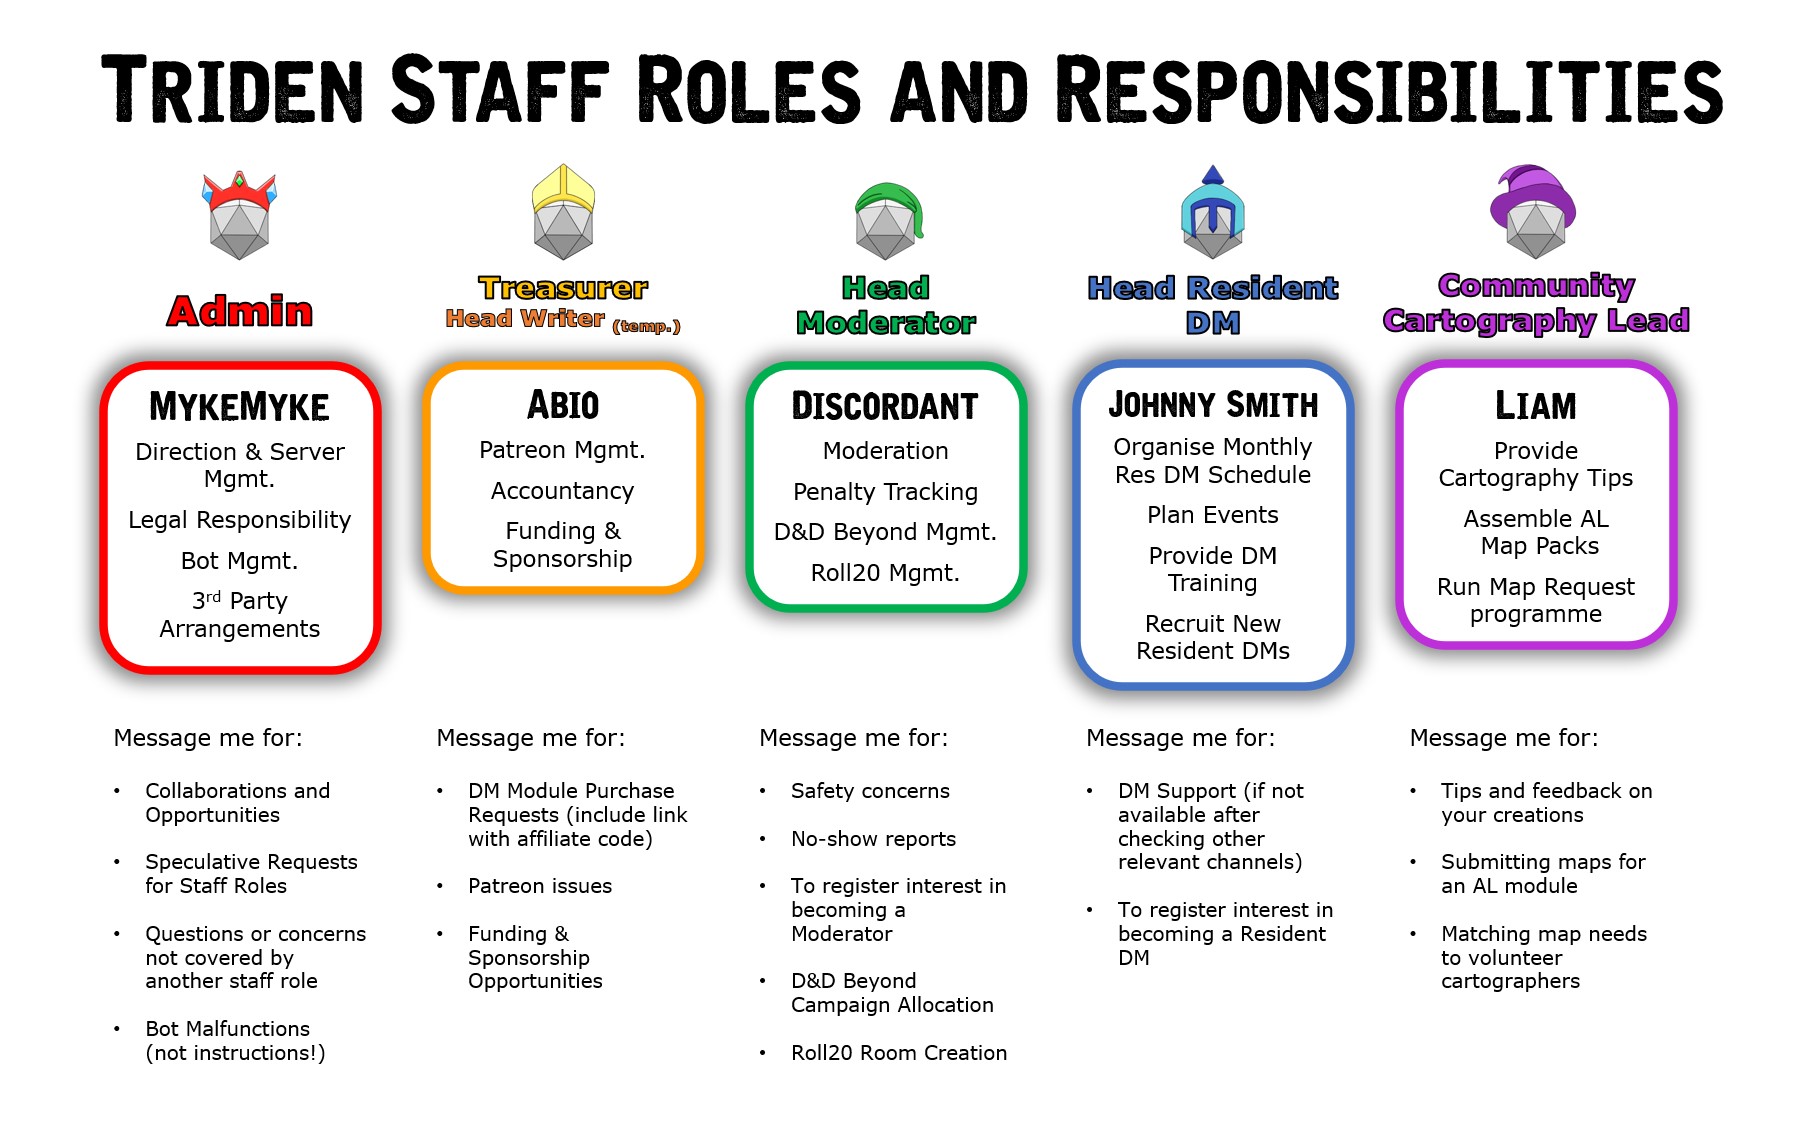 TRIDEN STAFF ROLES AND RESPONSIBILITIES
Admin
MYKEMYKE
Direction & Server
Mgmt.
Legal Responsibility
Bot Mgmt.
3rd Party
Arrangements
Message me for:
• Collaborations and
Opportunities
• Speculative Requests
for Staff Roles
• Questions or concerns
not covered by
another staff role
• Bot Malfunctions
(not instructions!)
Treasurer
Head Writer (temp.)
ABIO
Patreon Mgmt.
Accountancy
Funding &
Sponsorship
Message me for:
• DM Module Purchase
Requests (include link
with affiliate code)
• Patreon issues
• Funding &
Sponsorship
Opportunities
Head
Moderator
DISCORDANT
Moderation
Penalty Tracking
D&D Beyond Mgmt.
Roll20 Mgmt.
Message me for:
• Safety concerns
• No-show reports
• To register interest in
becoming a
Moderator
• D&D Beyond
Campaign Allocation
• Roll20 Room Creation
Head Resident
DM
JOHNNY SMITH
Organise Monthly
Res DM Schedule
Plan Events
Provide DM
Training
Recruit New
Resident DMs
Message me for:
• DM Support (if not
available after
checking other
relevant channels)
• To register interest in
becoming a Resident
DM
Community
Cartography Lead
LIAM
Provide
Cartography Tips
Assemble AL
Map Packs
Run Map Request
programme
Message me for:
• Tips and feedback on
your creations
• Submitting maps for
an AL module
• Matching map needs
to volunteer
cartographers